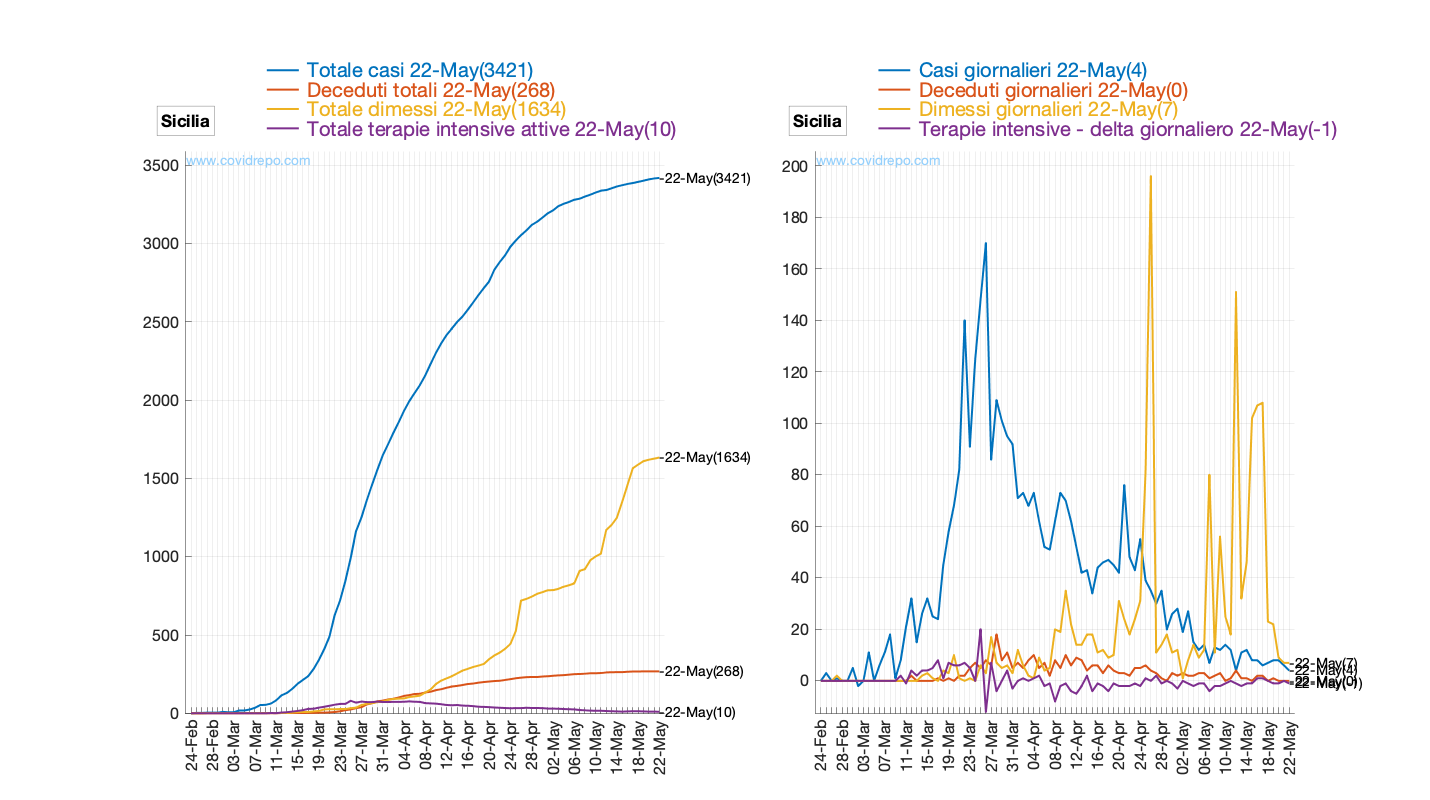 Totale casi 22-May(3421)
Deceduti totali 22-May(268)
Totale dimessi 22-May(1634)
Totale terapie intensive attive 22-May(10)
Sicilia
www.covidrepo.com
3500
3000
2500
2000
1500
1000
500
0
22-May(3421)
22-May(1634)
22-May(268)
22-May(10)
24-Feb
28-Feb
03-Mar
07-Mar
11-Mar
15-Mar
19-Mar
23-Mar
27-Mar
31-Mar
04-Apr
08-Apr
12-Apr
16-Apr
20-Apr
24-Apr
28-Apr
02-May
06-May
10-May
14-May
18-May
22-May
Casi giornalieri 22-May(4)
Deceduti giornalieri 22-May(0)
Dimessi giornalieri 22-May(7)
Terapie intensive - delta giornaliero 22-May(-1)
Sicilia
www.covidrepo.com
200
180
160
140
120
100
80
60
40
20
0
22-May(7)
22-May(4)
22-May(0)
22-May(-1)
24-Feb
28-Feb
03-Mar
07-Mar
11-Mar
15-Mar
19-Mar
23-Mar
27-Mar
31-Mar
04-Apr
08-Apr
12-Apr
16-Apr
20-Apr
24-Apr
28-Apr
02-May
06-May
10-May
14-May
18-May
22-May